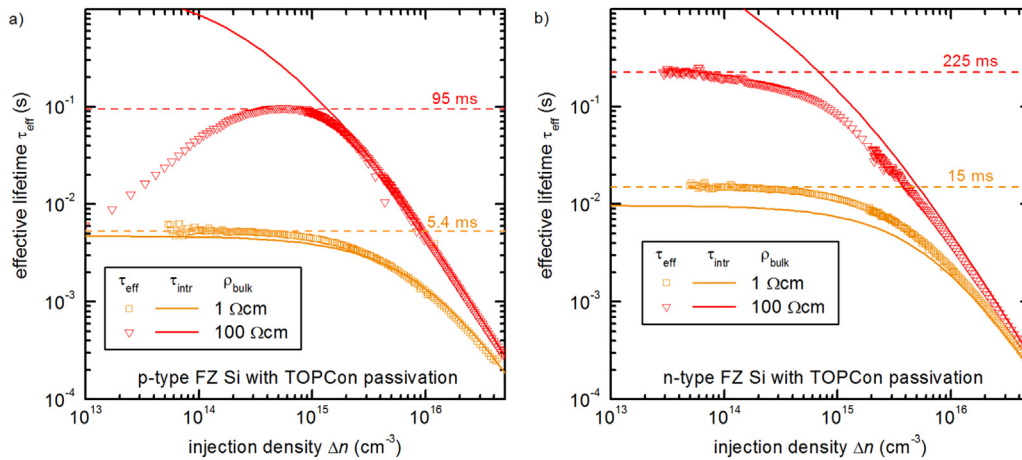 a)
effective lifetime τeff (s)
10⁻¹
10⁻²
10⁻³
10⁻⁴
95 ms
5.4 ms
τeff τintr ρbulk
1 Ωcm
100 Ωcm
p-type FZ Si with TOPCon passivation
10¹³ 10¹⁴ 10¹⁵ 10¹⁶
injection density Δn (cm⁻³)
b)
effective lifetime τeff (s)
10⁻¹
10⁻²
10⁻³
10⁻⁴
225 ms
15 ms
τeff τintr ρbulk
1 Ωcm
100 Ωcm
n-type FZ Si with TOPCon passivation
10¹³ 10¹⁴ 10¹⁵ 10¹⁶
injection density Δn (cm⁻³)